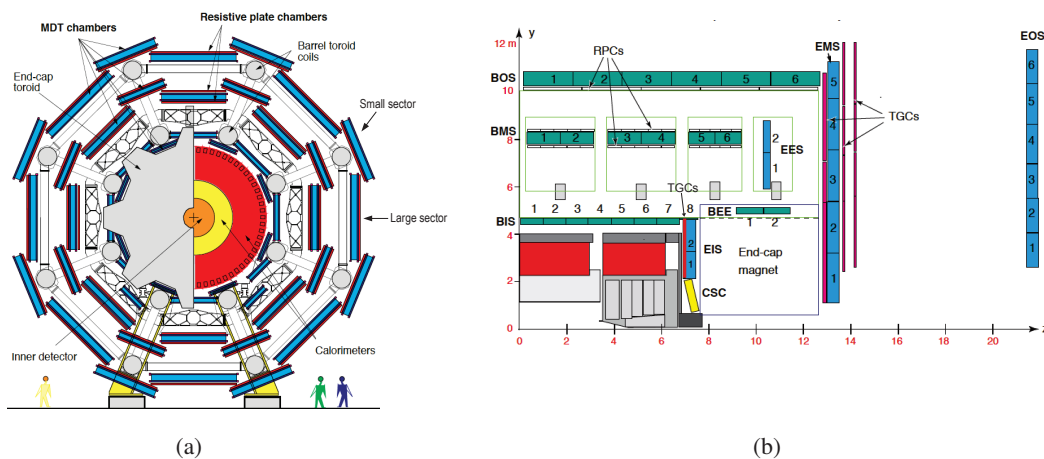 Resistive plate chambers
MDT chambers
Barrel toroid
coils
End-cap
toroid
Small sector
Large sector
Inner detector
Calorimeters
(a)
y
12 m
10
8
6
4
2
0
RPCs
BOS
1 2 3 4 5 6
BMS
1 2 3 4 5 6
EES
2
1
TGCs
BIS
1 2 3 4 5 6 7 8
BEE
1 2
EIS
2
1
CSC
End-cap
magnet
EMS
5
4
3
2
1
TGCs
EOS
6
5
4
3
2
1
0 2 4 6 8 10 12 14 16 18 20
z
(b)